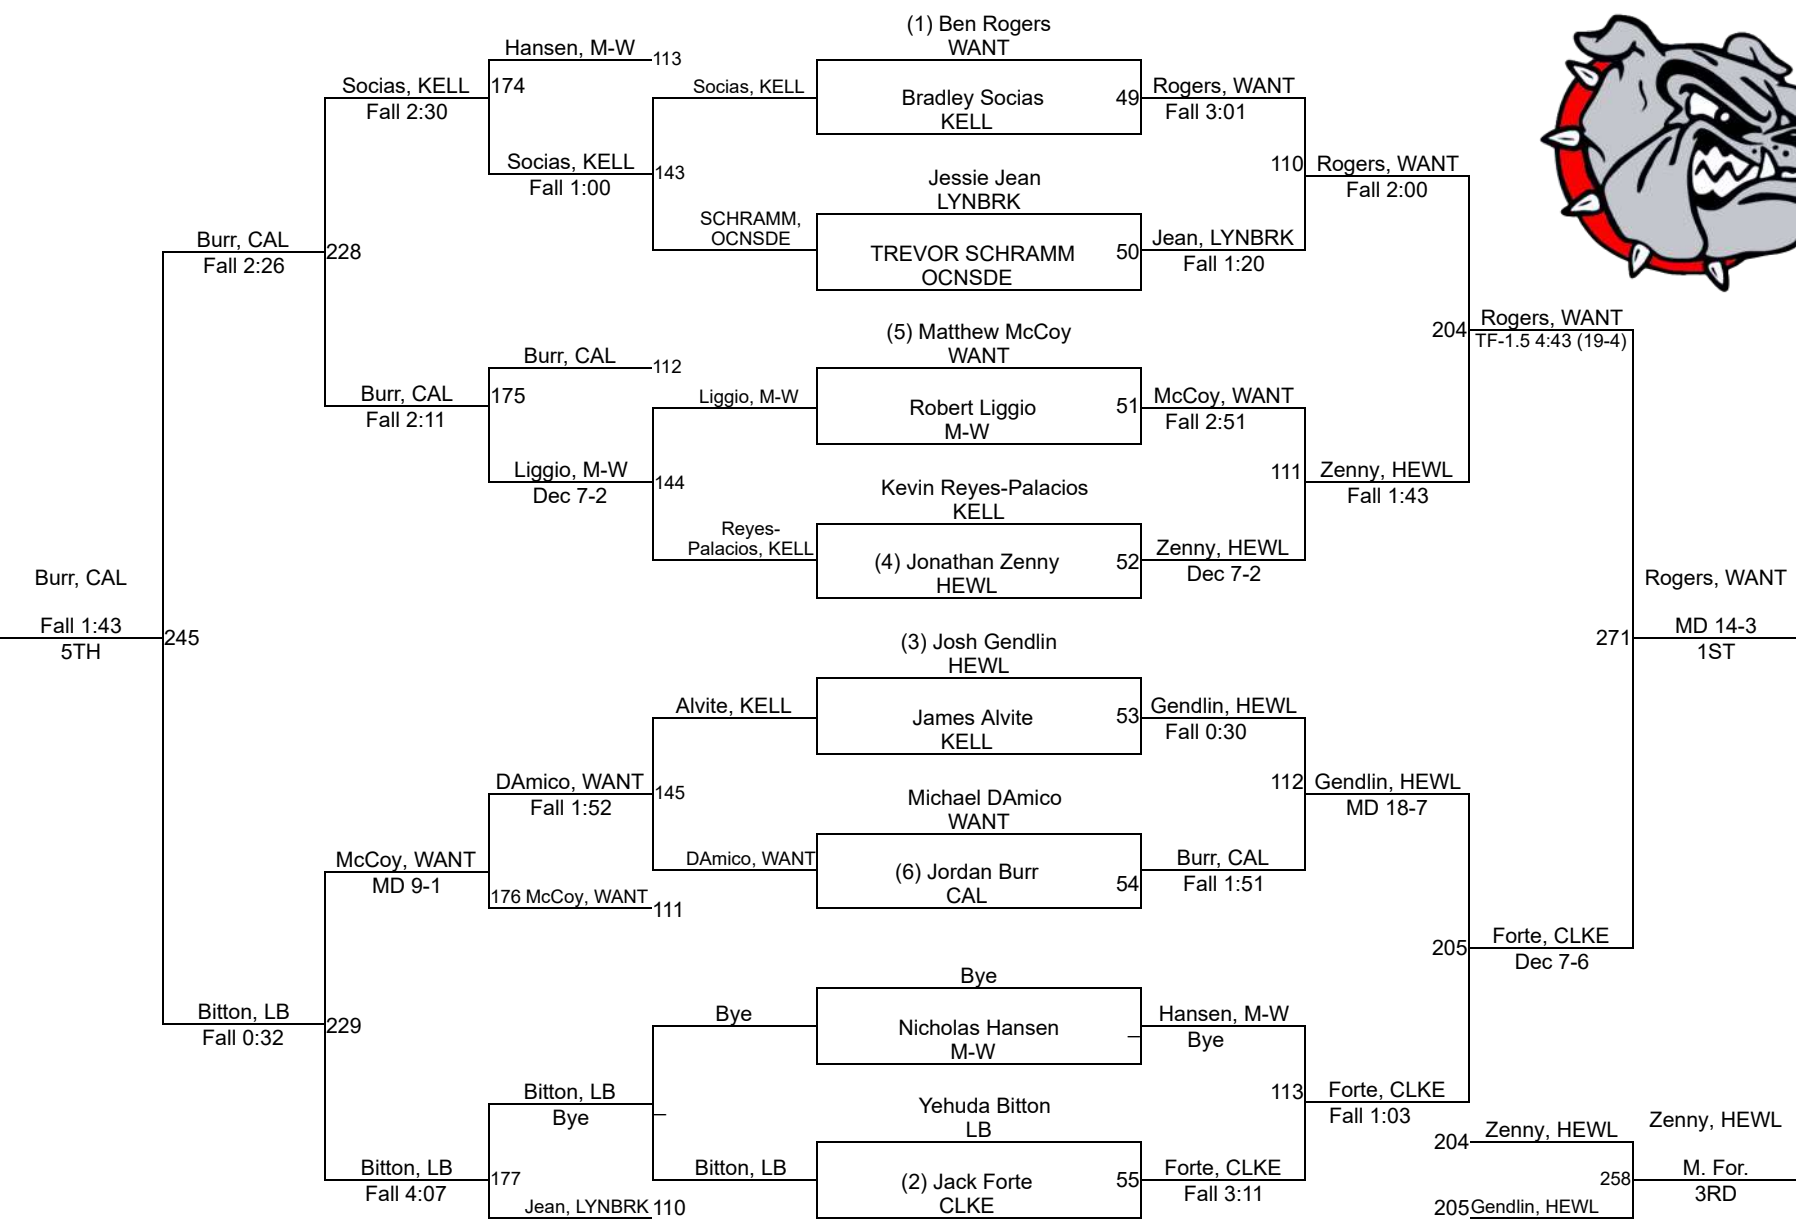 (1) Ben Rogers
WANT
Hansen, M-W
113
Socias, KELL
174
Fall 2:30
Socias, KELL
Bradley Socias
KELL
49
Rogers, WANT
Fall 3:01
Socias, KELL
Fall 1:00
143
Jessie Jean
LYNBRK
110
Rogers, WANT
Fall 2:00
SCHRAMM,
OCNSDE
TREVOR SCHRAMM
OCNSDE
50
Jean, LYNBRK
Fall 1:20
Burr, CAL
Fall 2:26
228
(5) Matthew McCoy
WANT
204
Rogers, WANT
TF-1.5 4:43 (19-4)
Burr, CAL
112
Burr, CAL
175
Fall 2:11
Liggio, M-W
Robert Liggio
M-W
51
McCoy, WANT
Fall 2:51
Liggio, M-W
Dec 7-2
144
Kevin Reyes-Palacios
KELL
111
Zenny, HEWL
Fall 1:43
Reyes-
Palacios, KELL
(4) Jonathan Zenny
HEWL
52
Zenny, HEWL
Dec 7-2
Burr, CAL
Fall 1:43
5TH
245
Rogers, WANT
271
MD 14-3
1ST
(3) Josh Gendlin
HEWL
Alvite, KELL
James Alvite
KELL
53
Gendlin, HEWL
Fall 0:30
DAmico, WANT
Fall 1:52
145
Michael DAmico
WANT
112
Gendlin, HEWL
MD 18-7
McCoy, WANT
MD 9-1
DAmico, WANT
(6) Jordan Burr
CAL
54
Burr, CAL
Fall 1:51
176 McCoy, WANT
111
205
Forte, CLKE
Dec 7-6
Bye
Bitton, LB
Fall 0:32
229
Bye
Nicholas Hansen
M-W
_
Hansen, M-W
Bye
Bitton, LB
Bye
_
Yehuda Bitton
LB
113
Forte, CLKE
Fall 1:03
Bitton, LB
Fall 4:07
177
Bitton, LB
(2) Jack Forte
CLKE
55
Forte, CLKE
Fall 3:11
Jean, LYNBRK
110
204
Zenny, HEWL
Zenny, HEWL
258
M. For.
3RD
205
Gendlin, HEWL